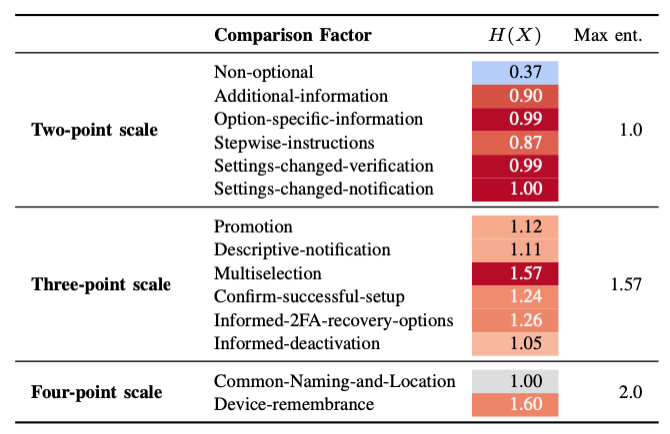 Comparison Factor H(X) Max ent.
Non-optional 0.37
Additional-information 0.90
Option-specific-information 0.99
Two-point scale 1.0
Stepwise-instructions 0.87
Settings-changed-verification 0.99
Settings-changed-notification 1.00
Promotion 1.12
Descriptive-notification 1.11
Multiselection 1.57
Three-point scale 1.57
Confirm-successful-setup 1.24
Informed-2FA-recovery-options 1.26
Informed-deactivation 1.05
Common-Naming-and-Location 1.00
Four-point scale 2.0
Device-remembrance 1.60